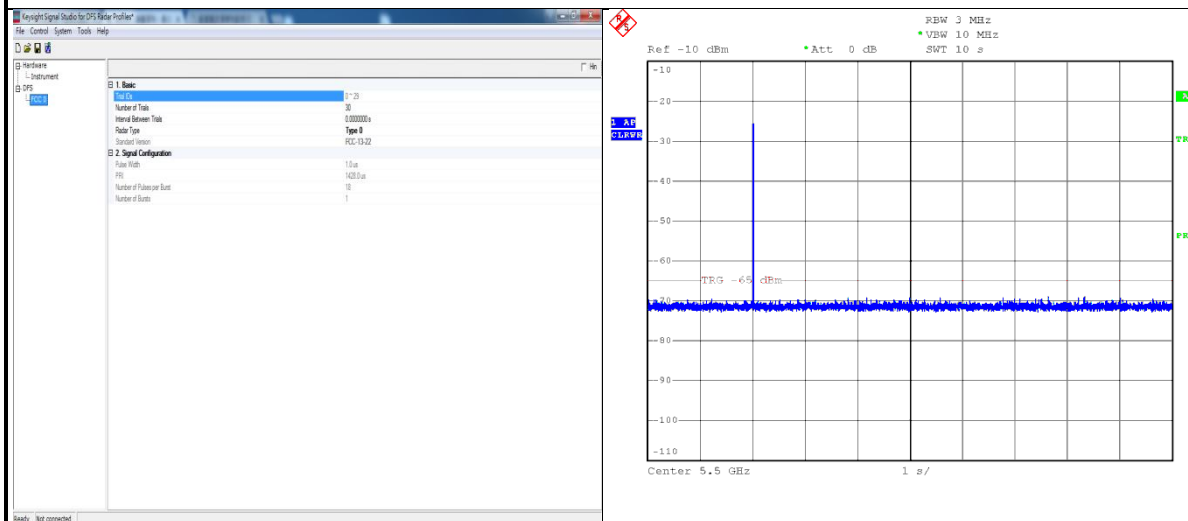 Keysight Signal Studio for DFS Radar Profiles*
File Control System Tools Help
Hardware
Instrument
DFS
FCC 0
Hin
1. Basic
Trial IDs 0 ~ 29
Number of Trials 30
Interval Between Trials 0.0000000 s
Radar Type Type 0
Standard Version FCC-13-22
2. Signal Configuration
Pulse Width 1.0 us
PRI 1428.0 us
Number of Pulses per Burst 18
Number of Bursts 1
Ready Not connected
R S
RBW 3 MHz
*VBW 10 MHz
Ref -10 dBm *Att 0 dB SWT 10 s
-10
-20
A
1 AP
CLRWR
-30
TR
-40
-50
PR
-60
TRG -65 dBm
-70
-80
-90
-100
-110
Center 5.5 GHz 1 s/